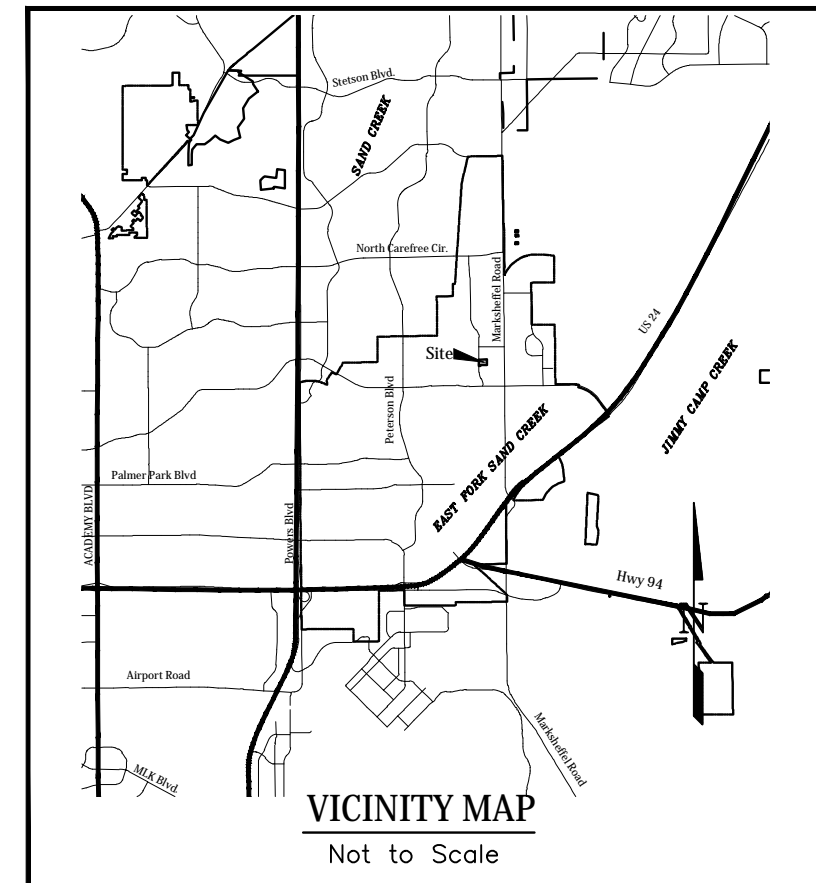 Stetson Blvd.
SAND CREEK
North Carefree Cir.
Marksheffel Road
US 24
Site
JIMMY CAMP CREEK
Peterson Blvd
EAST FORK SAND CREEK
Palmer Park Blvd
ACADEMY BLVD
Powers Blvd
Hwy 94
N
Airport Road
Marksheffel Road
MLK Blvd.
VICINITY MAP
Not to Scale